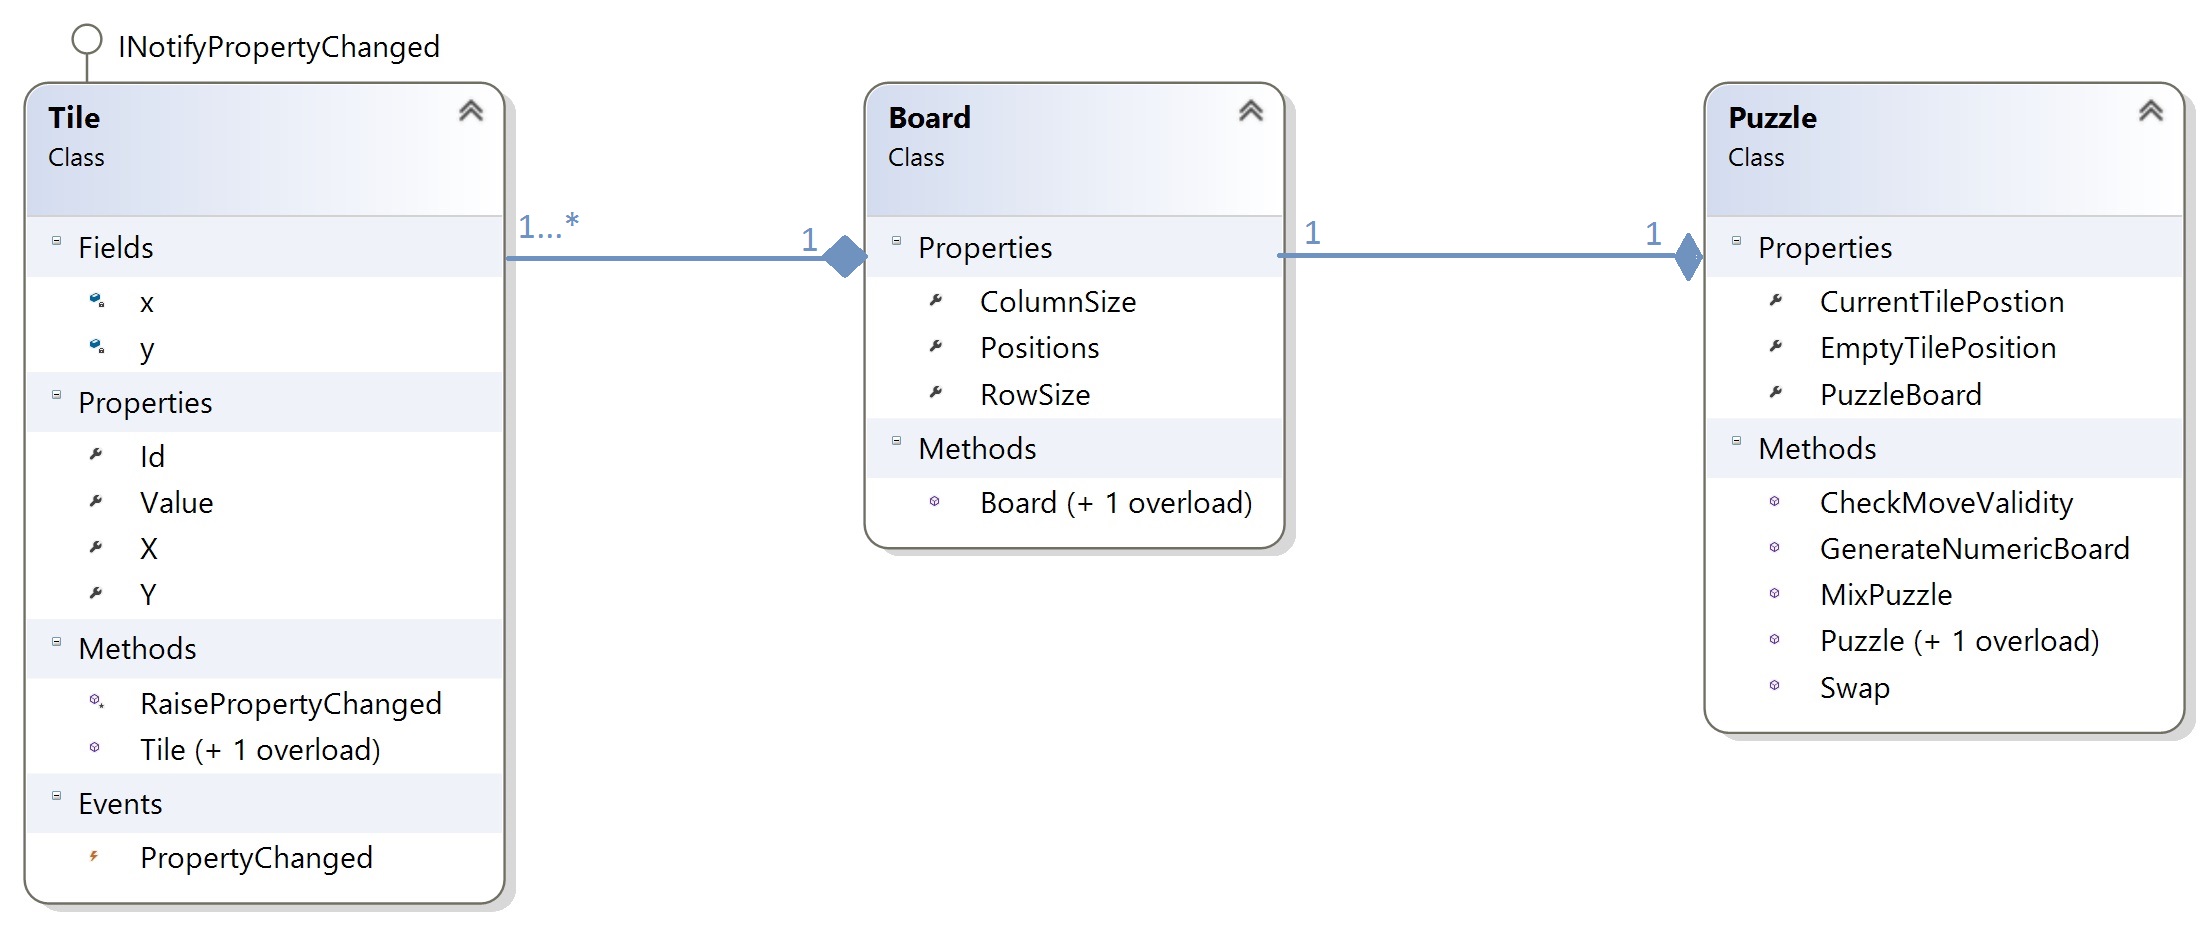 INotifyPropertyChanged
Tile
Class
Fields
x
y
Properties
Id
Value
X
Y
Methods
RaisePropertyChanged
Tile (+ 1 overload)
Events
PropertyChanged
1...*
1
Board
Class
Properties
ColumnSize
Positions
RowSize
Methods
Board (+ 1 overload)
1
1
Puzzle
Class
Properties
CurrentTilePostion
EmptyTilePosition
PuzzleBoard
Methods
CheckMoveValidity
GenerateNumericBoard
MixPuzzle
Puzzle (+ 1 overload)
Swap